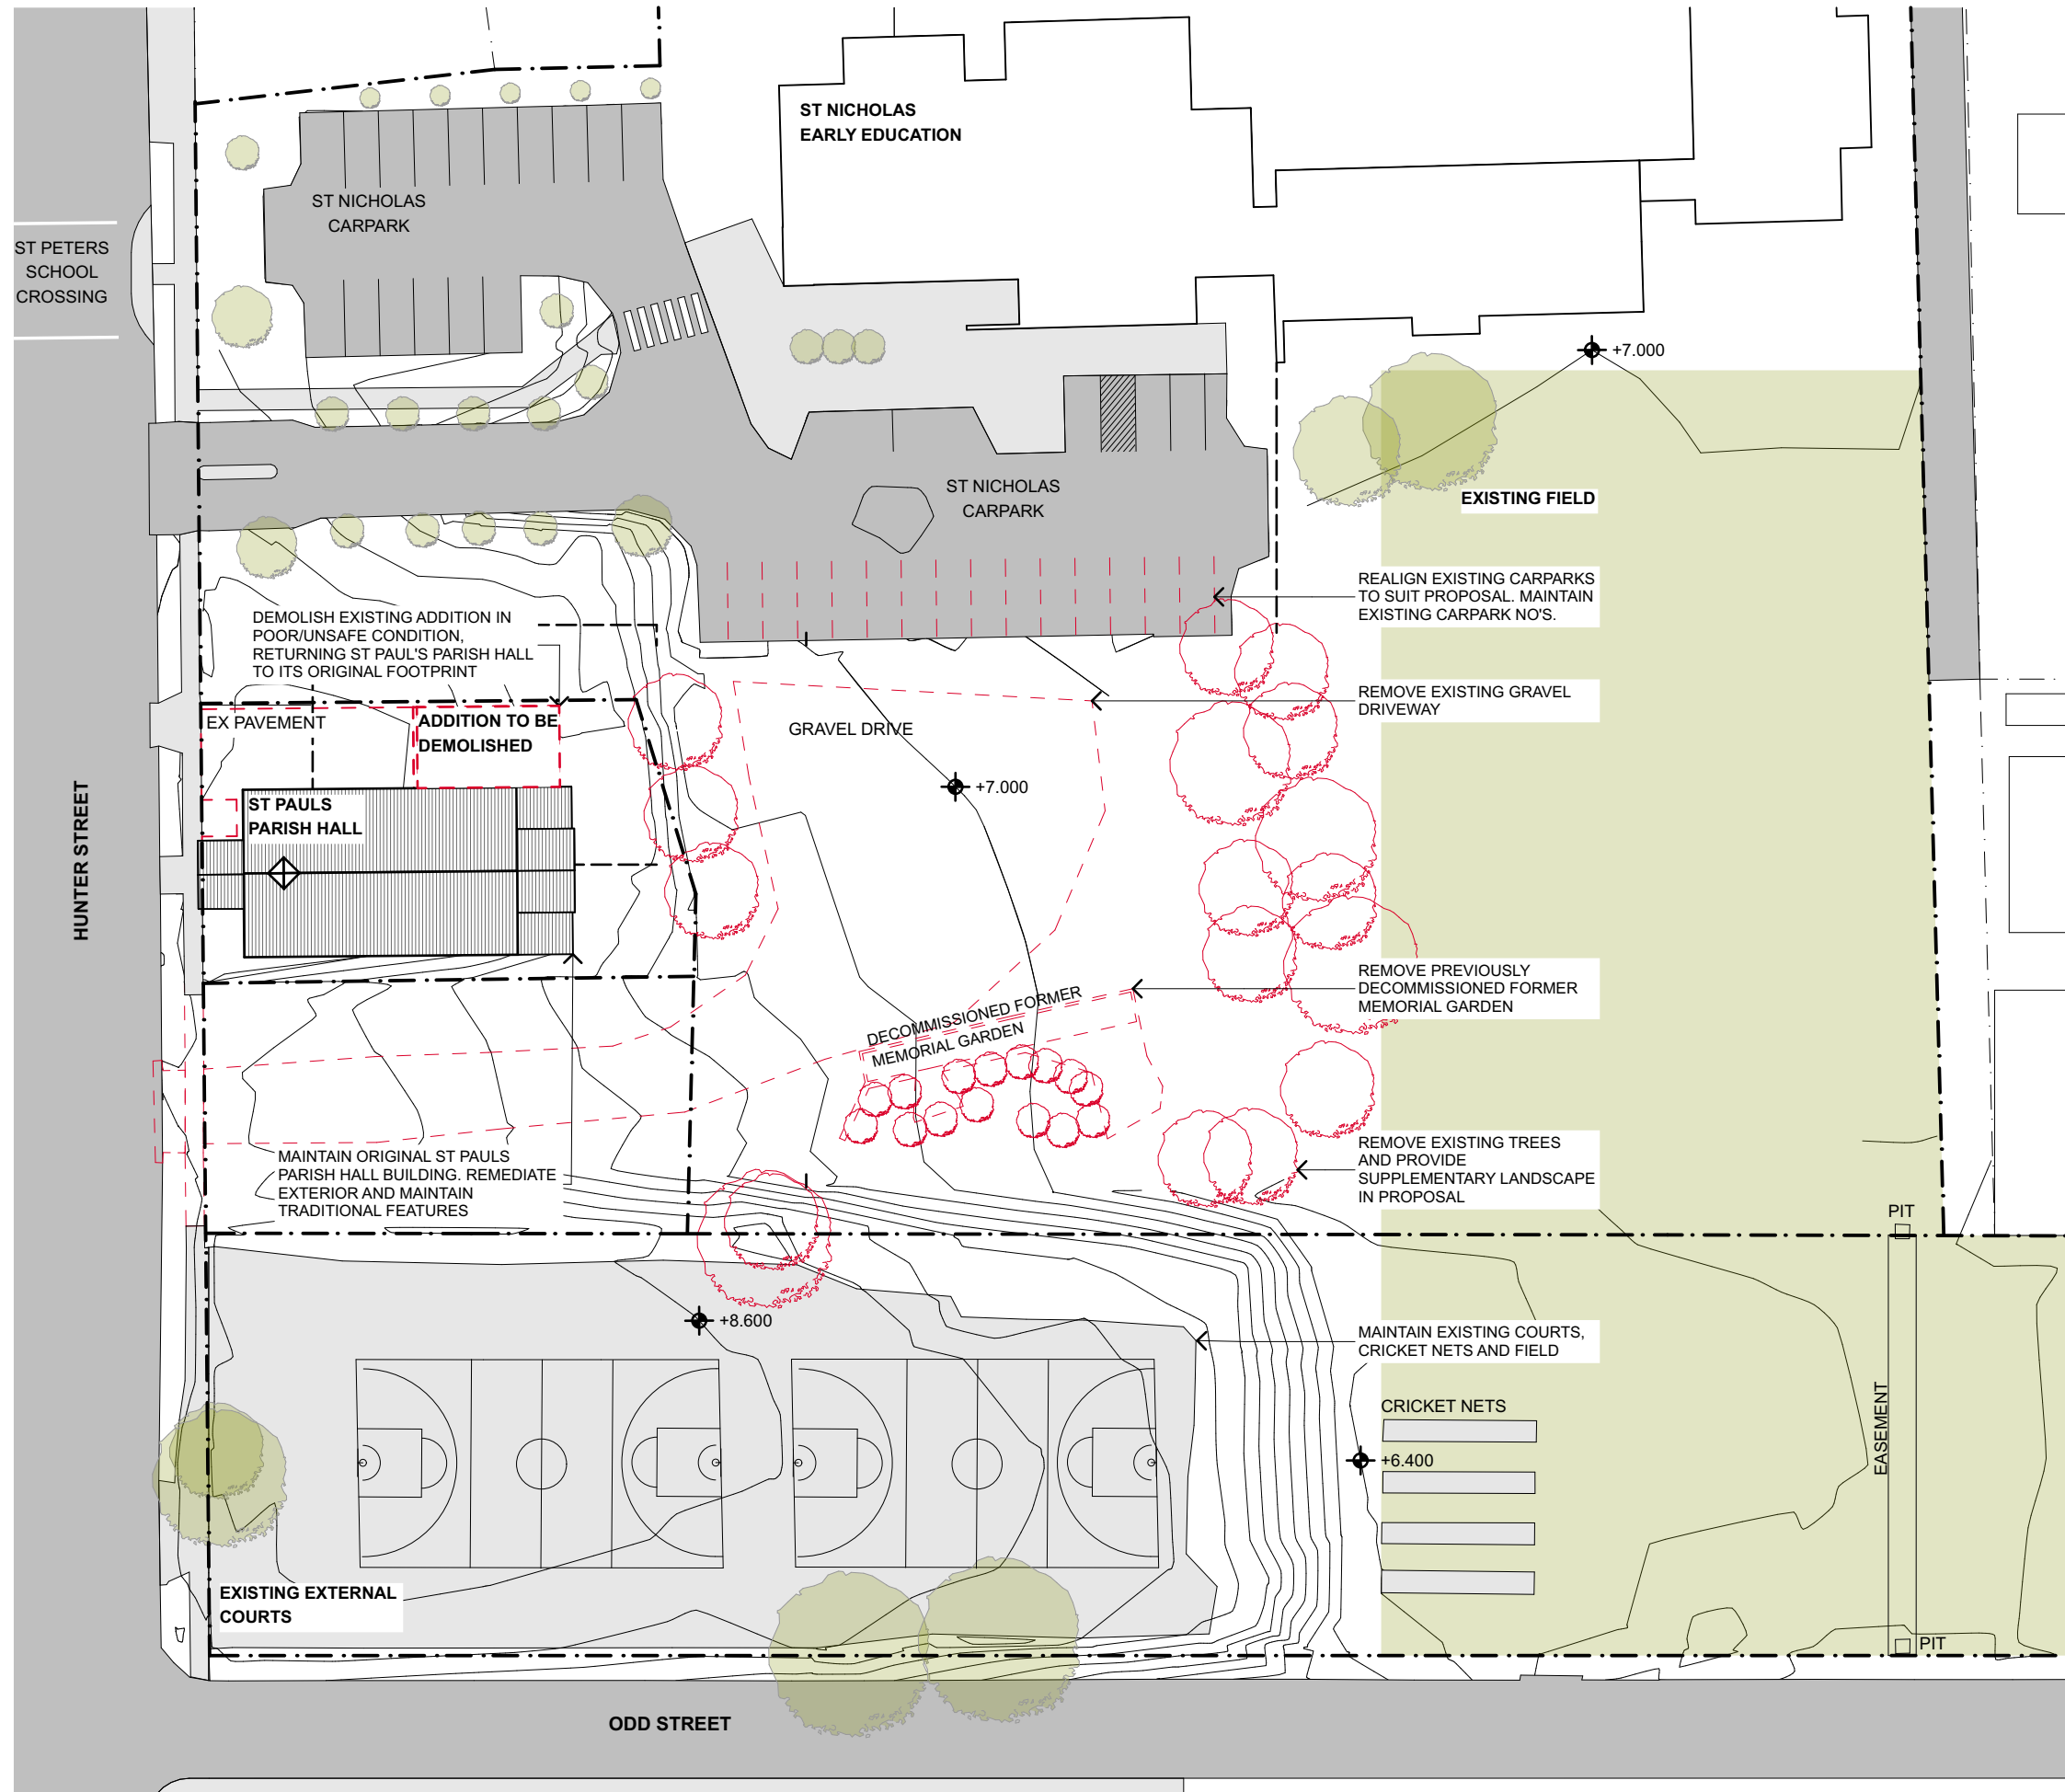 ST NICHOLAS
EARLY EDUCATION
ST NICHOLAS
CARPARK
ST PETERS
SCHOOL
CROSSING
+7.000
ST NICHOLAS
CARPARK
EXISTING FIELD
REALIGN EXISTING CARPARKS
TO SUIT PROPOSAL. MAINTAIN
EXISTING CARPARK NO'S.
DEMOLISH EXISTING ADDITION IN
POOR/UNSAFE CONDITION,
RETURNING ST PAUL'S PARISH HALL
TO ITS ORIGINAL FOOTPRINT
REMOVE EXISTING GRAVEL
DRIVEWAY
EX PAVEMENT
ADDITION TO BE
DEMOLISHED
GRAVEL DRIVE
+7.000
ST PAULS
PARISH HALL
HUNTER STREET
REMOVE PREVIOUSLY
DECOMMISSIONED FORMER
MEMORIAL GARDEN
DECOMMISSIONED FORMER
MEMORIAL GARDEN
MAINTAIN ORIGINAL ST PAULS
PARISH HALL BUILDING. REMEDIATE
EXTERIOR AND MAINTAIN
TRADITIONAL FEATURES
REMOVE EXISTING TREES
AND PROVIDE
SUPPLEMENTARY LANDSCAPE
IN PROPOSAL
PIT
+8.600
MAINTAIN EXISTING COURTS,
CRICKET NETS AND FIELD
CRICKET NETS
+6.400
EASEMENT
EXISTING EXTERNAL
COURTS
PIT
ODD STREET